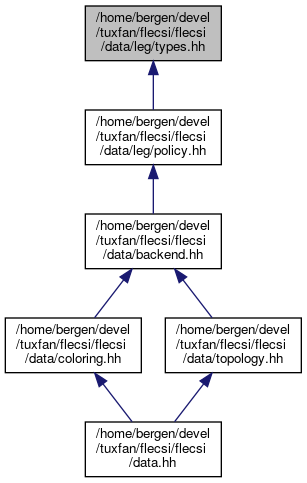 /home/bergen/devel
/tuxfan/flecsi/flecsi
/data/leg/types.hh
/home/bergen/devel
/tuxfan/flecsi/flecsi
/data/leg/policy.hh
/home/bergen/devel
/tuxfan/flecsi/flecsi
/data/backend.hh
/home/bergen/devel
/tuxfan/flecsi/flecsi
/data/coloring.hh
/home/bergen/devel
/tuxfan/flecsi/flecsi
/data/topology.hh
/home/bergen/devel
/tuxfan/flecsi/flecsi
/data.hh